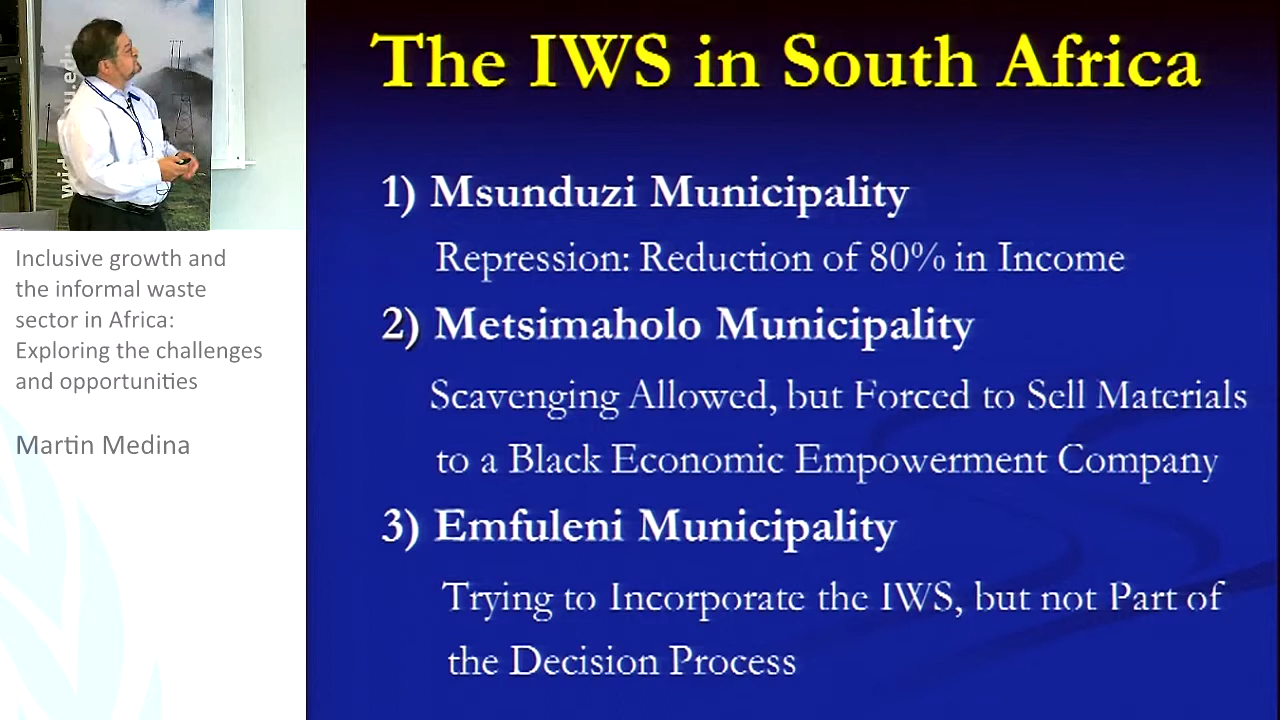 The IWS in South Africa
1) Msunduzi Municipality
Repression: Reduction of 80% in Income
2) Metsimaholo Municipality
Scavenging Allowed, but Forced to Sell Materials
to a Black Economic Empowerment Company
3) Emfuleni Municipality
Trying to Incorporate the IWS, but not Part of
the Decision Process
Inclusive growth and
the informal waste
sector in Africa:
Exploring the challenges
and opportunities
Martin Medina